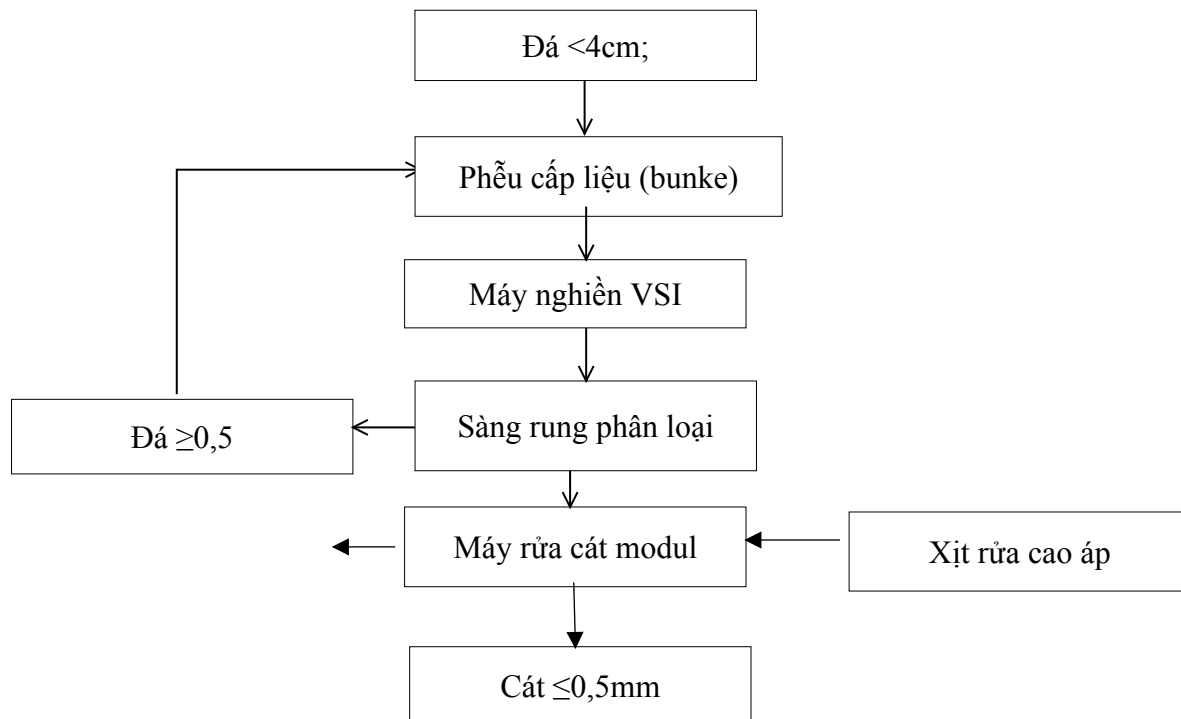 Đá <4cm;
Phễu cấp liệu (bunke)
Máy nghiền VSI
Sàng rung phân loại
Đá ≥0,5
Máy rửa cát modul
Xịt rửa cao áp
Cát ≤0,5mm